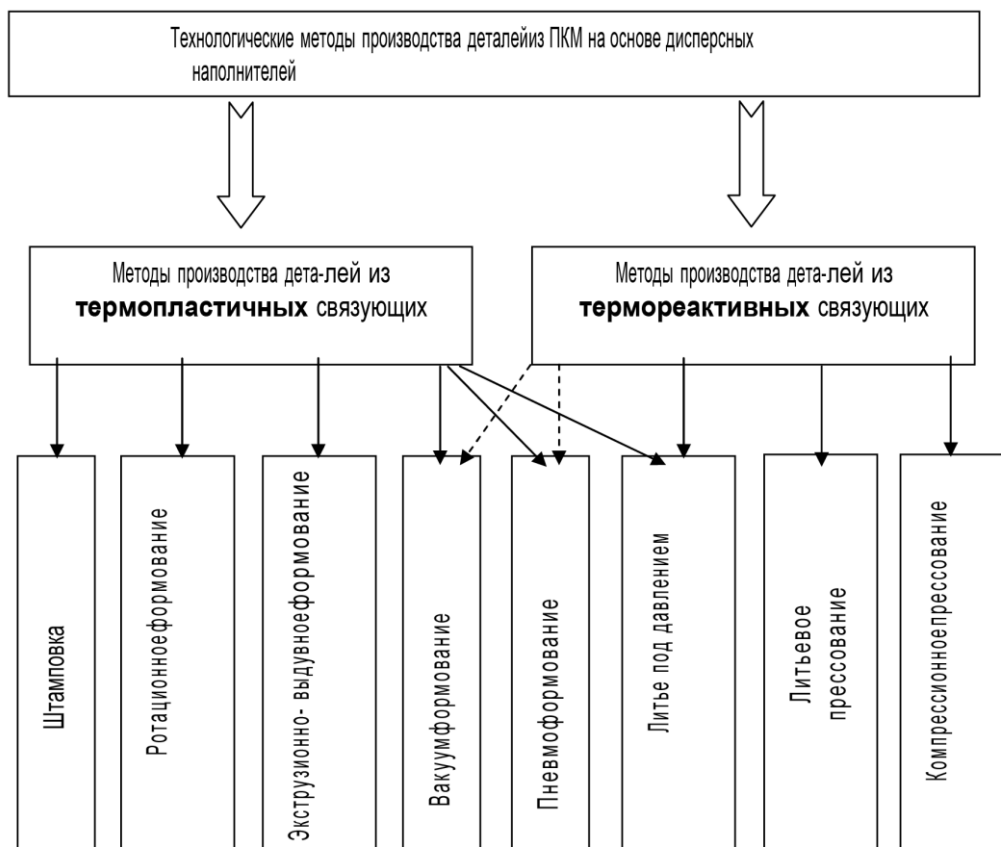 Технологические методы производства деталейиз ПКМ на основе дисперсных
наполнителей
Методы производства дета-лей из
термопластичных связующих
Методы производства дета-лей из
термореактивных связующих
Штамповка
Ротационноеформование
Экструзионно- выдувноеформование
Вакуумформование
Пневмоформование
Литье под давлением
Литьевое
прессование
Компрессионноепрессование